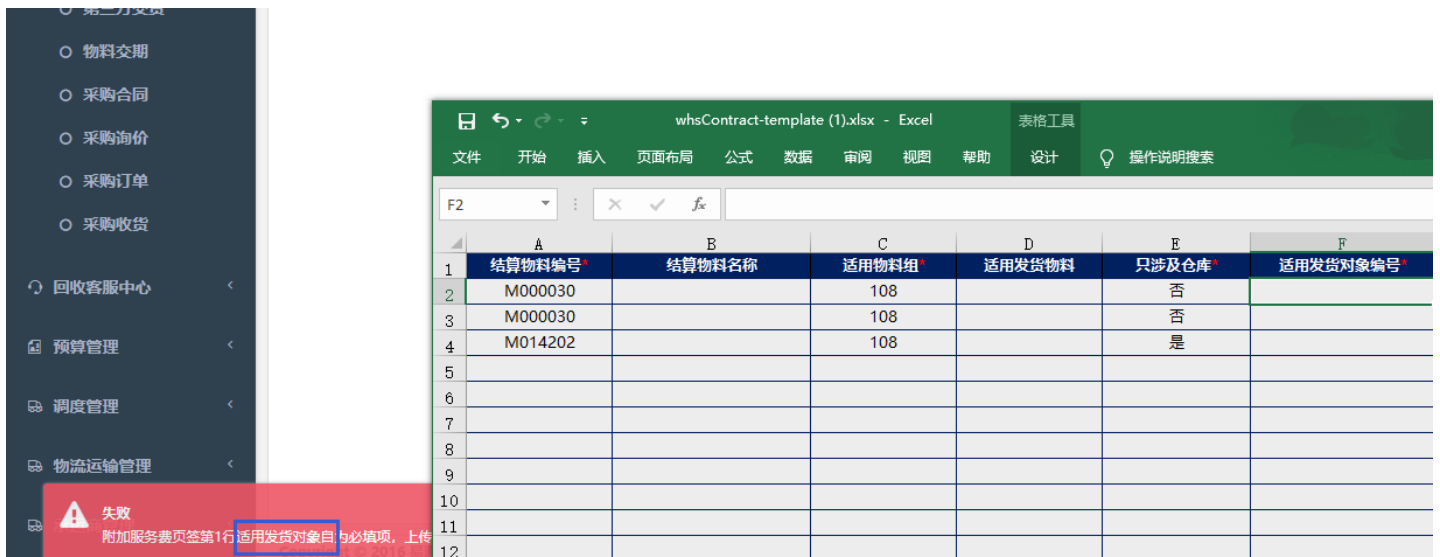 物料交期
采购合同
采购询价
采购订单
采购收货
回收客服中心
预算管理
调度管理
物流运输管理
失败
附加服务费页签第1行适用发货对象自为必填项，上传
Copyright © 2016
whsContract-template (1).xlsx - Excel
表格工具
文件 开始 插入 页面布局 公式 数据 审阅 视图 帮助 设计 操作说明搜索
F2 fx
A B C D E F
1 结算物料编号* 结算物料名称 适用物料组* 适用发货物料 只涉及仓库* 适用发货对象编号*
2 M000030 108 否
3 M000030 108 否
4 M014202 108 是
5
6
7
8
9
10
11
12